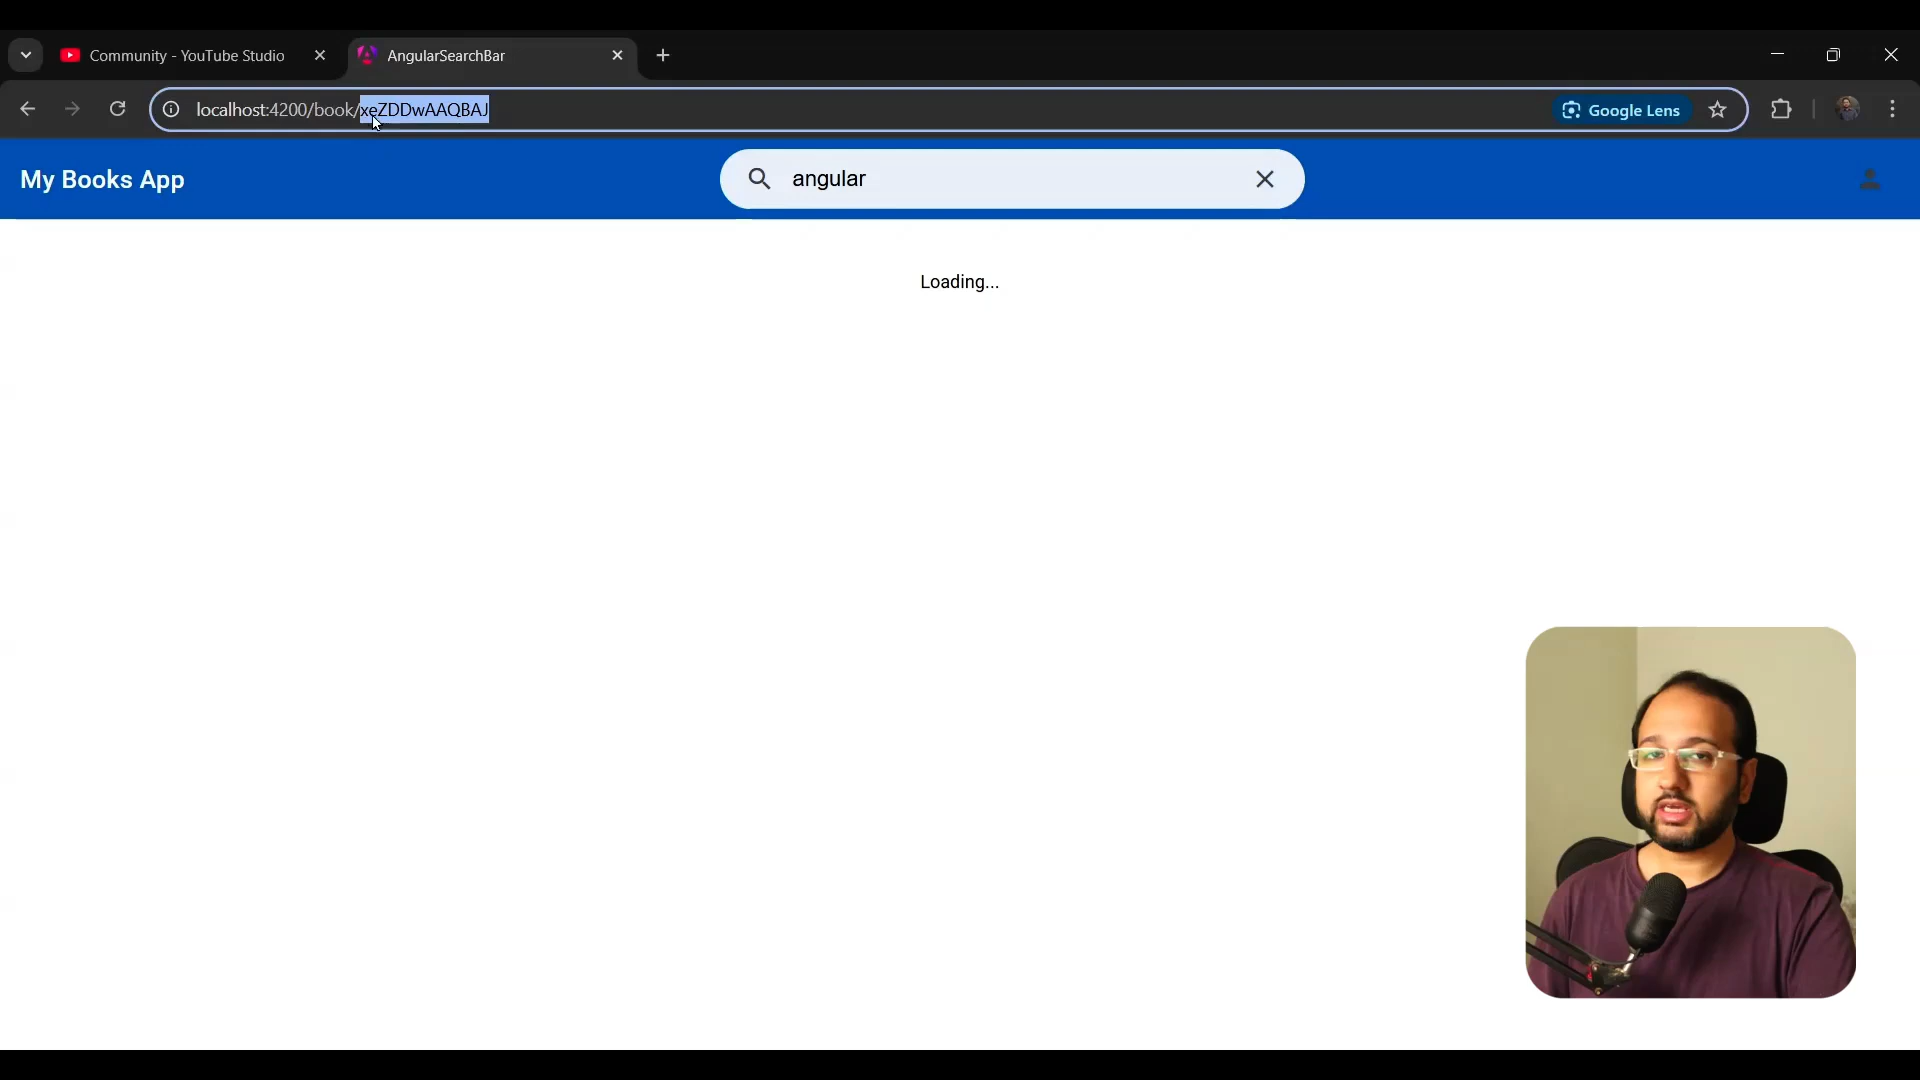 Community - YouTube Studio
AngularSearchBar
localhost:4200/book/xeZDDwAAQBAJ
Google Lens
My Books App
angular
Loading...